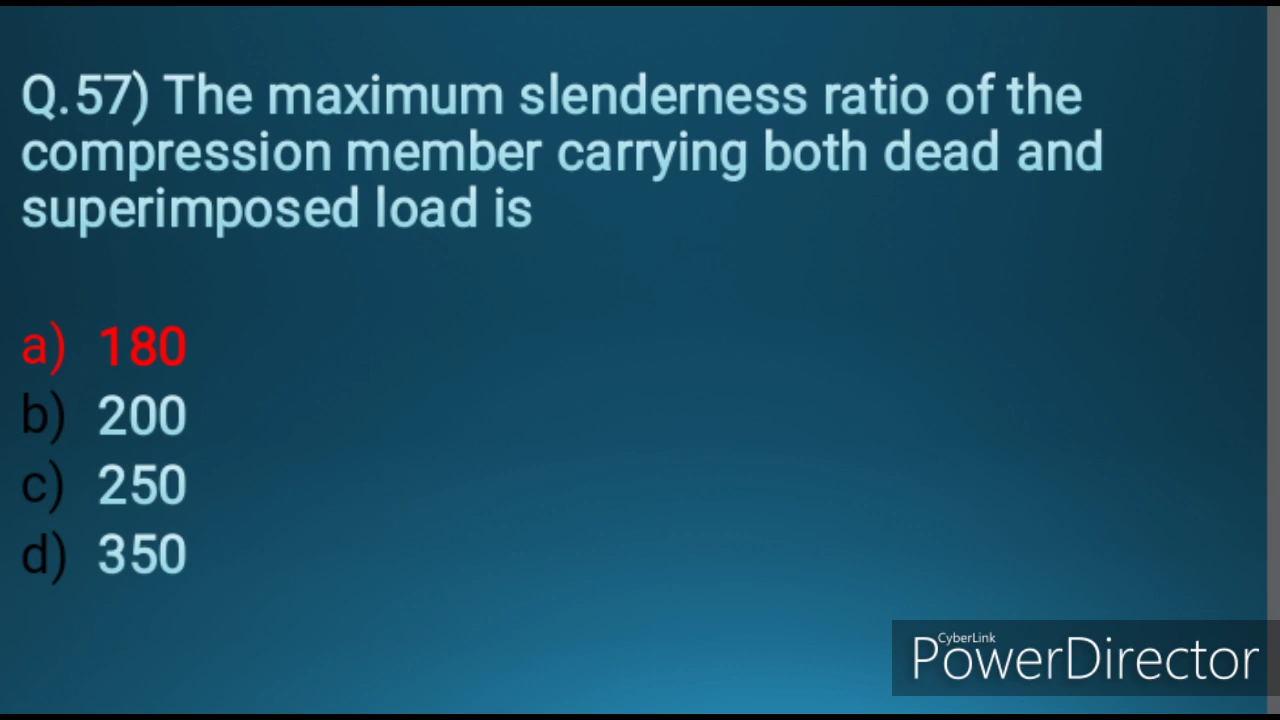 Q.57) The maximum slenderness ratio of the
compression member carrying both dead and
superimposed load is
a) 180
b) 200
c) 250
d) 350
CyberLink
PowerDirector